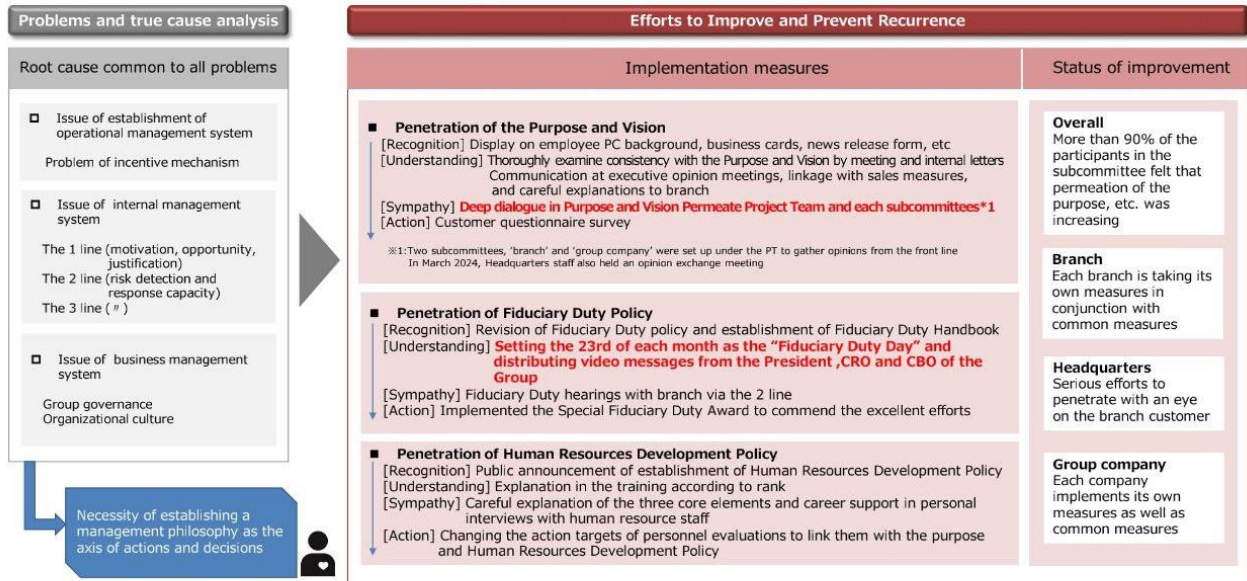 Problems and true cause analysis
Efforts to Improve and Prevent Recurrence
Root cause common to all problems
Implementation measures
Status of improvement
Issue of establishment of
operational management system
Problem of incentive mechanism
Issue of internal management
system
The 1 line (motivation, opportunity,
justification)
The 2 line (risk detection and
response capacity)
The 3 line (〃)
Issue of business management
system
Group governance
Organizational culture
Necessity of establishing a
management philosophy as the
axis of actions and decisions
■ Penetration of the Purpose and Vision
[Recognition] Display on employee PC background, business cards, news release form, etc
[Understanding] Thoroughly examine consistency with the Purpose and Vision by meeting and internal letters
Communication at executive opinion meetings, linkage with sales measures,
and careful explanations to branch
[Sympathy] Deep dialogue in Purpose and Vision Permeate Project Team and each subcommittees*1
[Action] Customer questionnaire survey
※1:Two subcommittees, 'branch' and 'group company' were set up under the PT to gather opinions from the front line
In March 2024, Headquarters staff also held an opinion exchange meeting
■ Penetration of Fiduciary Duty Policy
[Recognition] Revision of Fiduciary Duty policy and establishment of Fiduciary Duty Handbook
[Understanding] Setting the 23rd of each month as the "Fiduciary Duty Day" and
distributing video messages from the President ,CRO and CBO of the
Group
[Sympathy] Fiduciary Duty hearings with branch via the 2 line
[Action] Implemented the Special Fiduciary Duty Award to commend the excellent efforts
■ Penetration of Human Resources Development Policy
[Recognition] Public announcement of establishment of Human Resources Development Policy
[Understanding] Explanation in the training according to rank
[Sympathy] Careful explanation of the three core elements and career support in personal
interviews with human resource staff
[Action] Changing the action targets of personnel evaluations to link them with the purpose
and Human Resources Development Policy
Overall
More than 90% of the
participants in the
subcommittee felt that
permeation of the
purpose, etc. was
increasing
Branch
Each branch is taking its
own measures in
conjunction with
common measures
Headquarters
Serious efforts to
penetrate with an eye
on the branch customer
Group company
Each company
implements its own
measures as well as
common measures